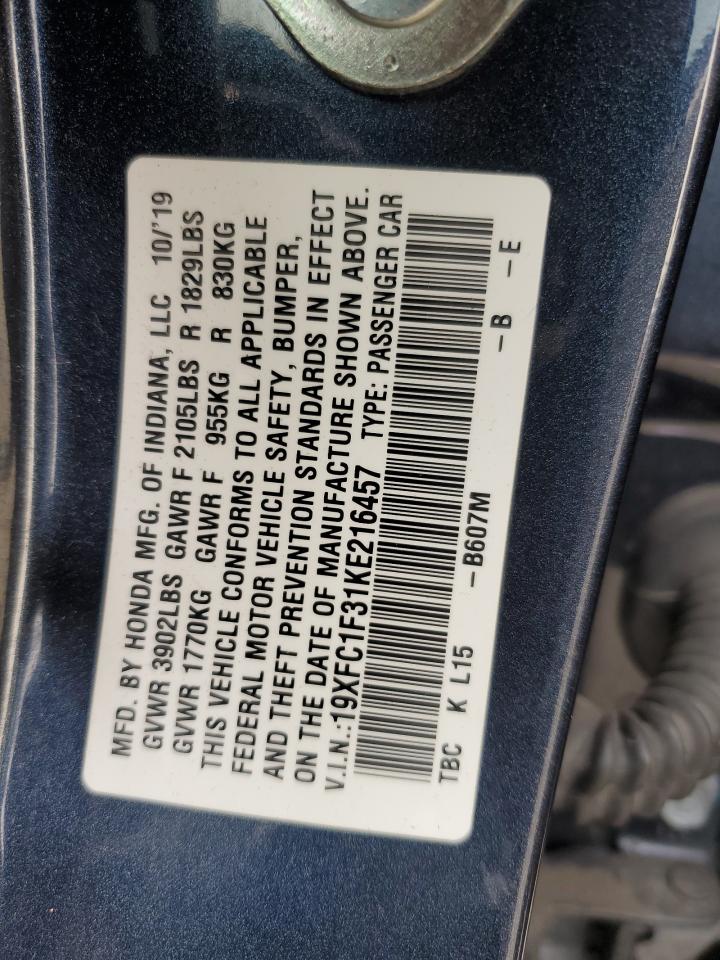 MFD. BY HONDA MFG. OF INDIANA, LLC 10/'19
GVWR 3902LBS GAWR F 2105LBS R 1829LBS
GVWR 1770KG GAWR F 955KG R 830KG
THIS VEHICLE CONFORMS TO ALL APPLICABLE
FEDERAL MOTOR VEHICLE SAFETY, BUMPER,
AND THEFT PREVENTION STANDARDS IN EFFECT
ON THE DATE OF MANUFACTURE SHOWN ABOVE.
V.I.N.:19XFC1F31KE216457 TYPE: PASSENGER CAR
TBC K L15 -B607M -B -E